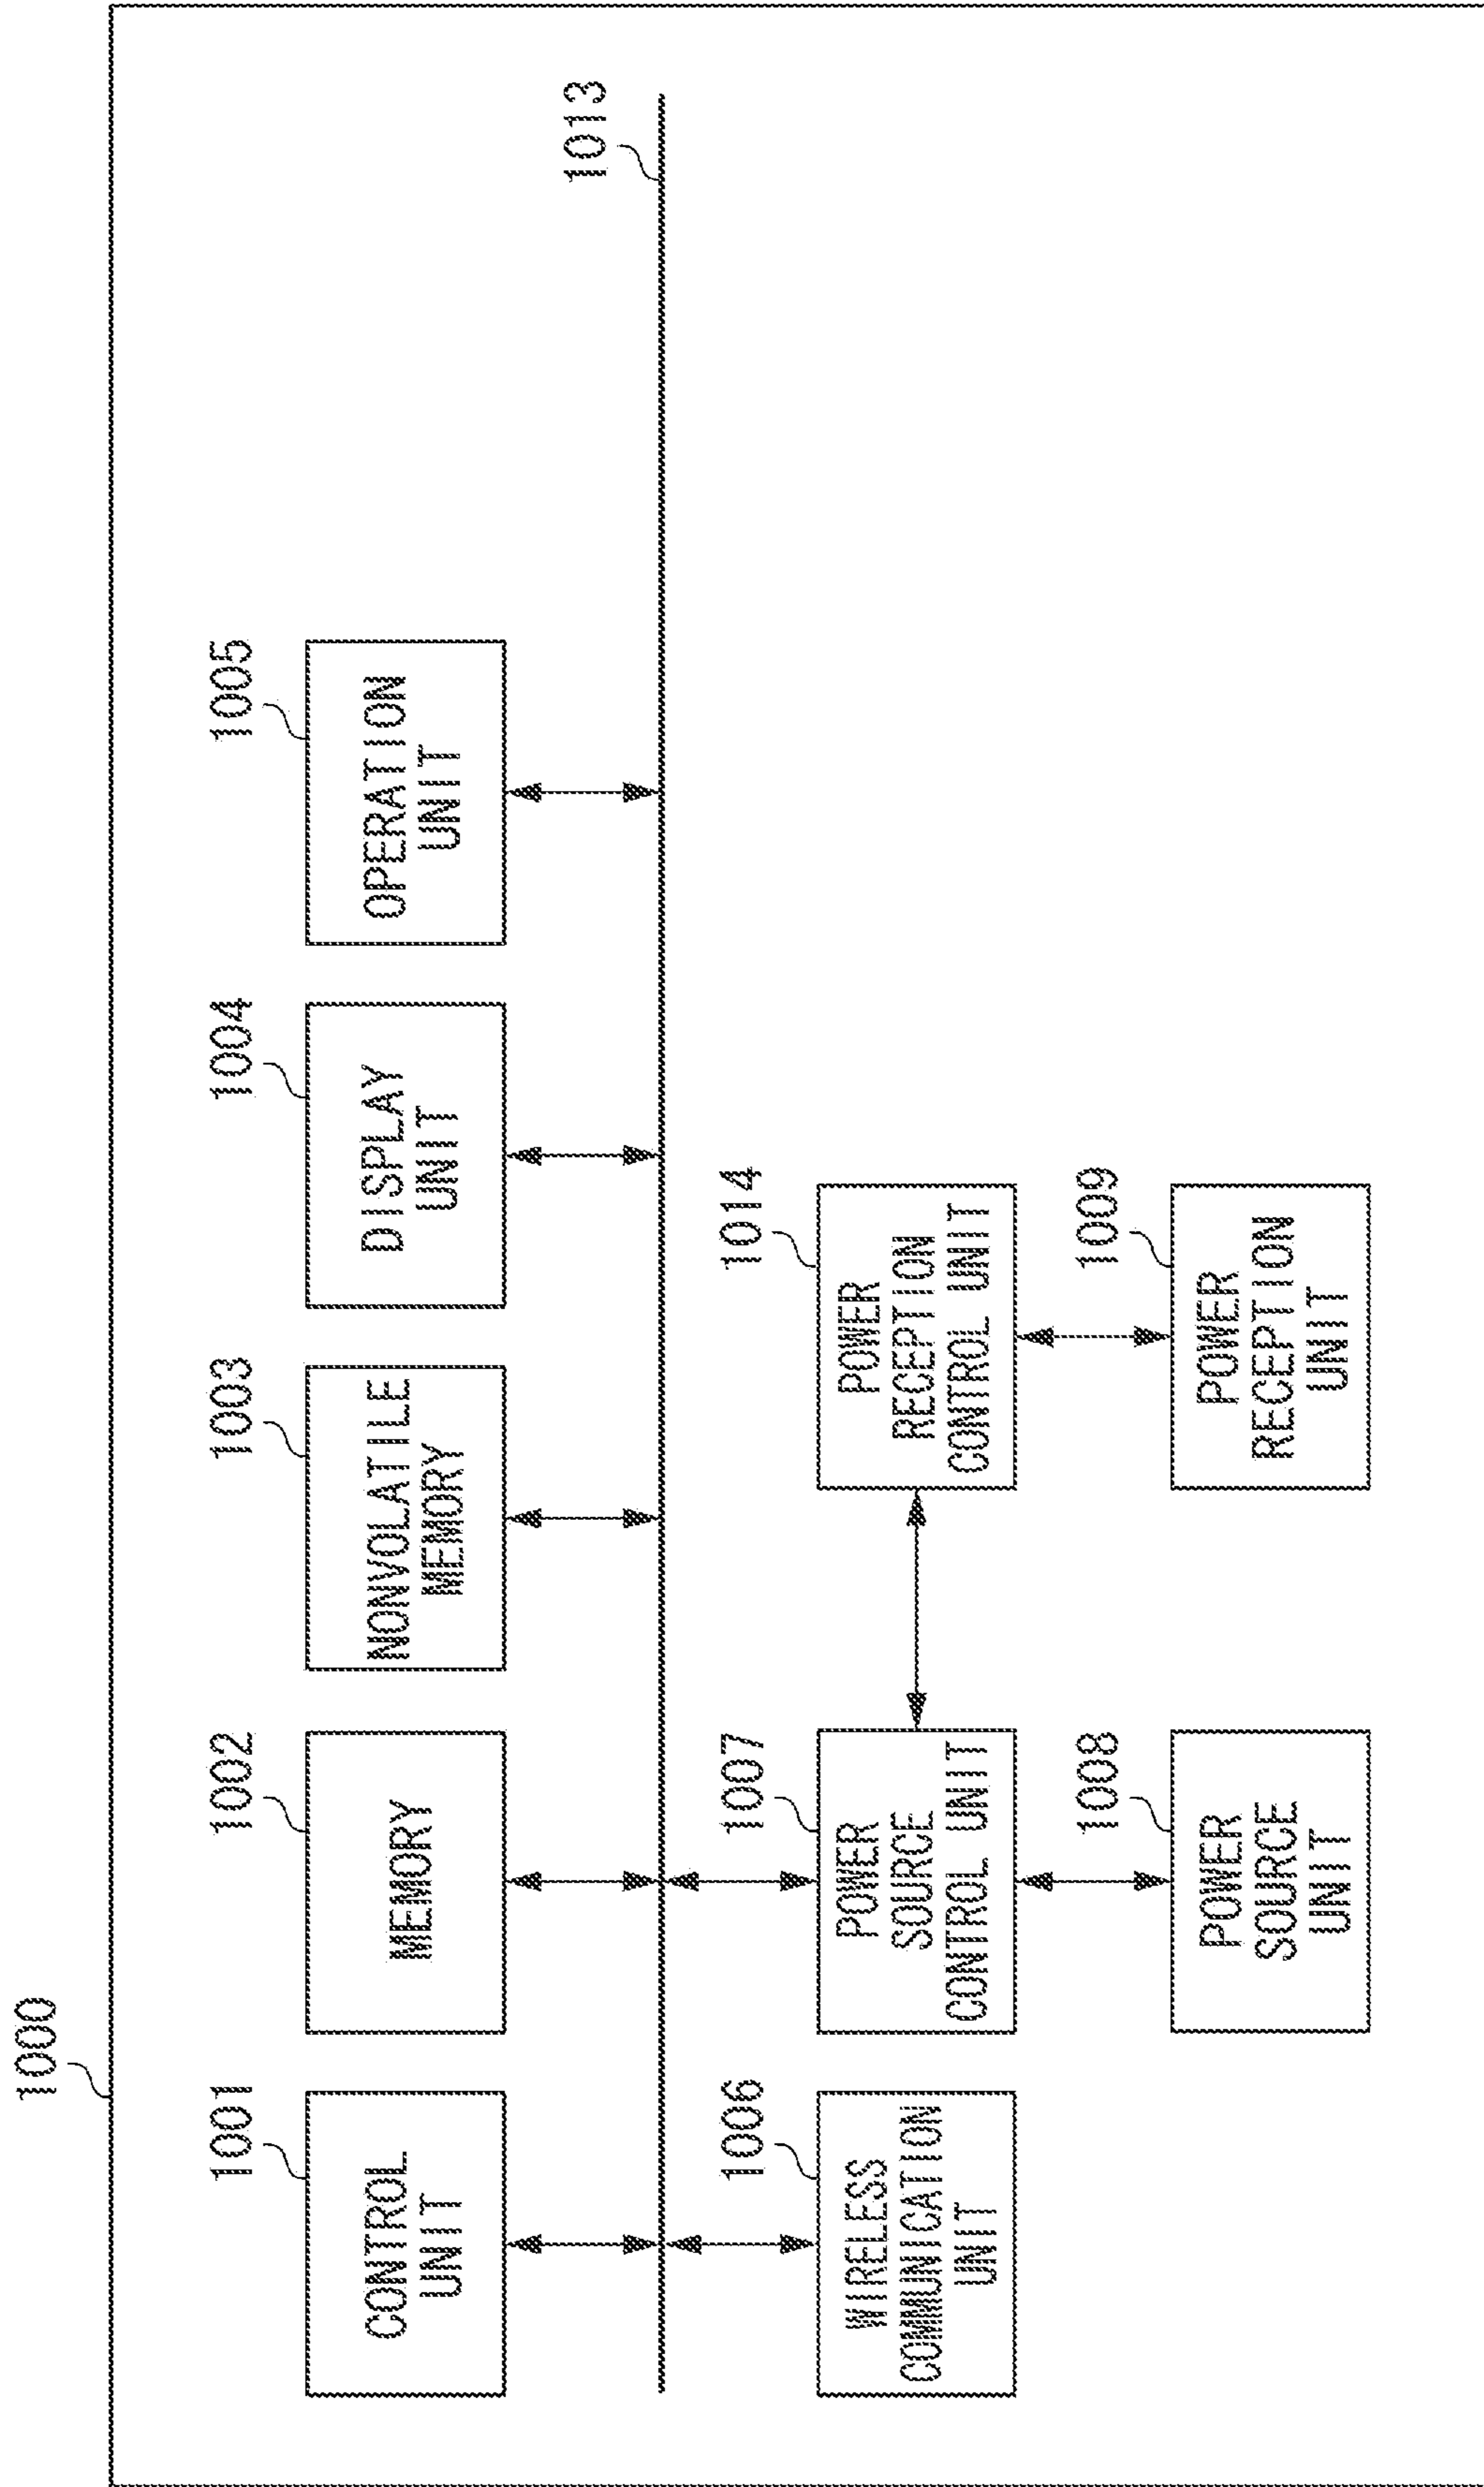 1000
1001
CONTROL
UNIT
1002
MEMORY
1003
NONVOLATILE
MEMORY
1004
DISPLAY
UNIT
1005
OPERATION
UNIT
1013
1006
WIRELESS
COMMUNICATION
UNIT
1007
POWER
SOURCE
CONTROL UNIT
1014
POWER
RECEPTION
CONTROL UNIT
1008
POWER
SOURCE
UNIT
1009
POWER
RECEPTION
UNIT